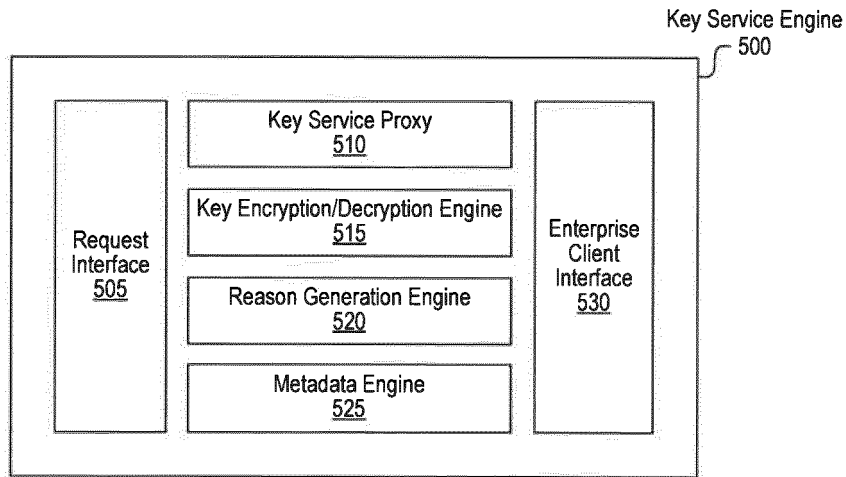 Key Service Engine
500
Request
Interface
505
Key Service Proxy
510
Key Encryption/Decryption Engine
515
Reason Generation Engine
520
Metadata Engine
525
Enterprise
Client
Interface
530